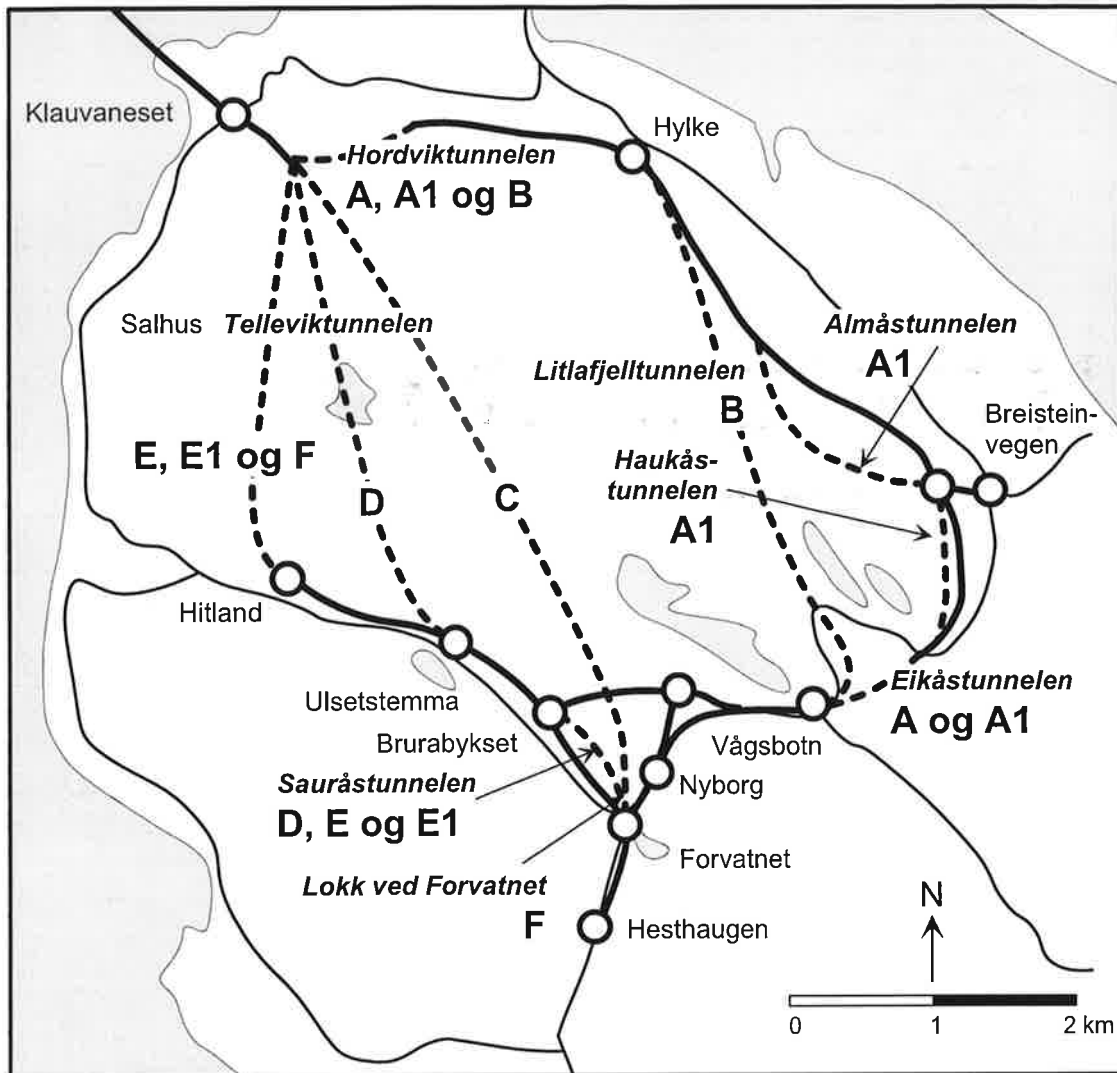 Klauvaneset
Hylke
Hordviktunnelen
A, A1 og B
Salhus
Telleviktunnelen
Almåstunnelen
A1
Litlafjelltunnelen
B
Breistein-
vegen
E, E1 og F
Haukås-
tunnelen
A1
D
C
Hitland
Ulsetstemma
Eikåstunnelen
A og A1
Brurabykset
Vågsbotn
Sauråstunnelen
D, E og E1
Nyborg
Forvatnet
Lokk ved Forvatnet
F
Hesthaugen
N
0
1
2 km